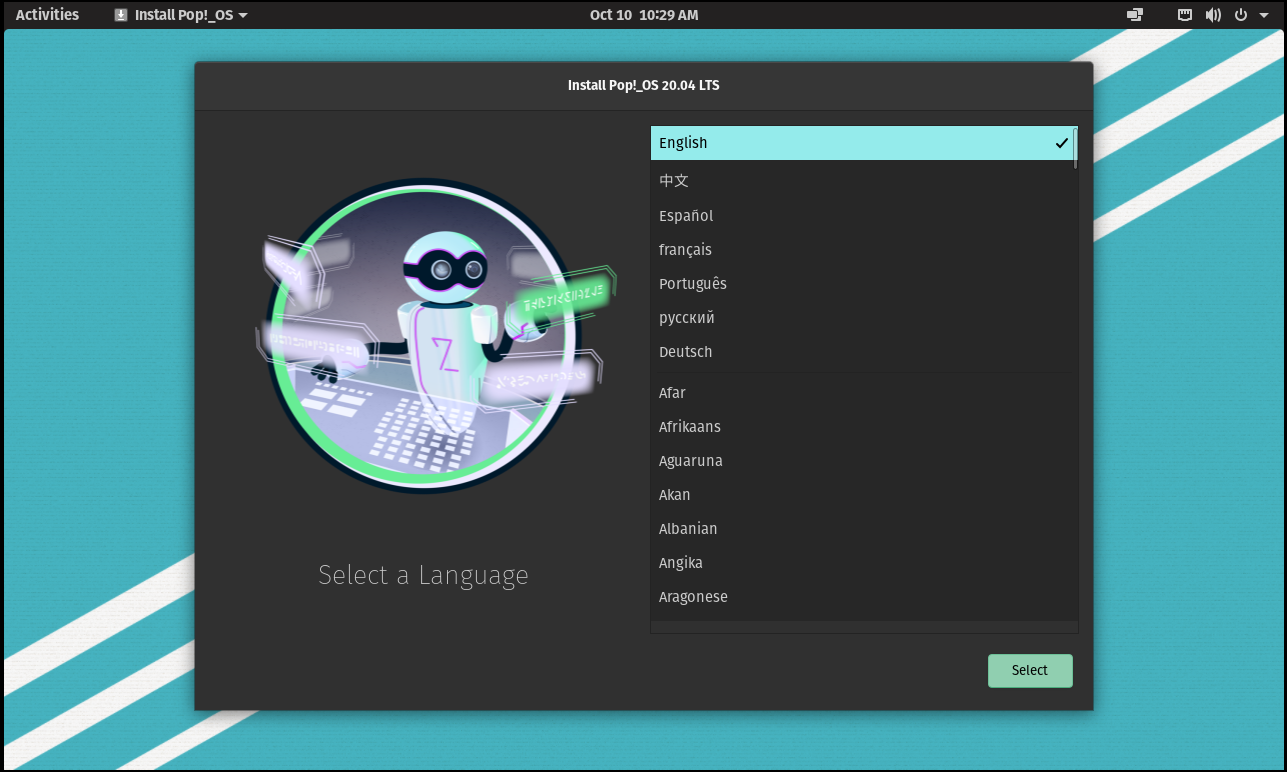 Activities Install Pop!_OS Oct 10 10:29 AM
Install Pop!_OS 20.04 LTS
English
中文
Español
français
Português
русский
Deutsch
Afar
Afrikaans
Aguaruna
Akan
Albanian
Angika
Aragonese
Select a Language
Select